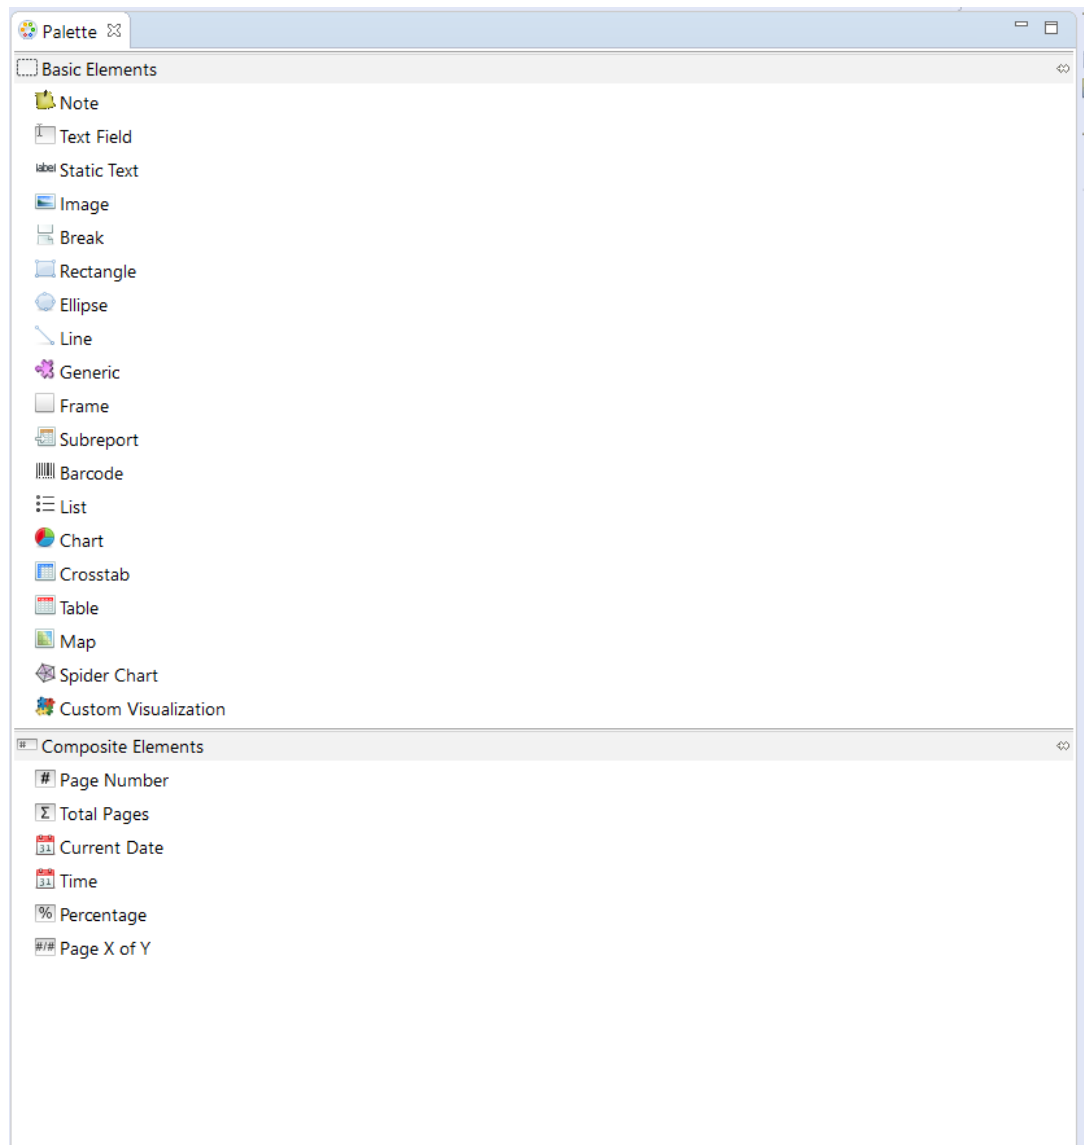 Palette
Basic Elements
Note
Text Field
label Static Text
Image
Break
Rectangle
Ellipse
Line
Generic
Frame
Subreport
Barcode
List
Chart
Crosstab
Table
Map
Spider Chart
Custom Visualization
# Composite Elements
# Page Number
Σ Total Pages
31 Current Date
31 Time
% Percentage
#/# Page X of Y